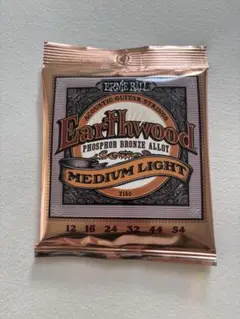 ERNIE BALL
ACOUSTIC GUITAR STRINGS
Earthwood
PHOSPHOR BRONZE ALLOY
MEDIUM LIGHT
12 16 24 32 44 54